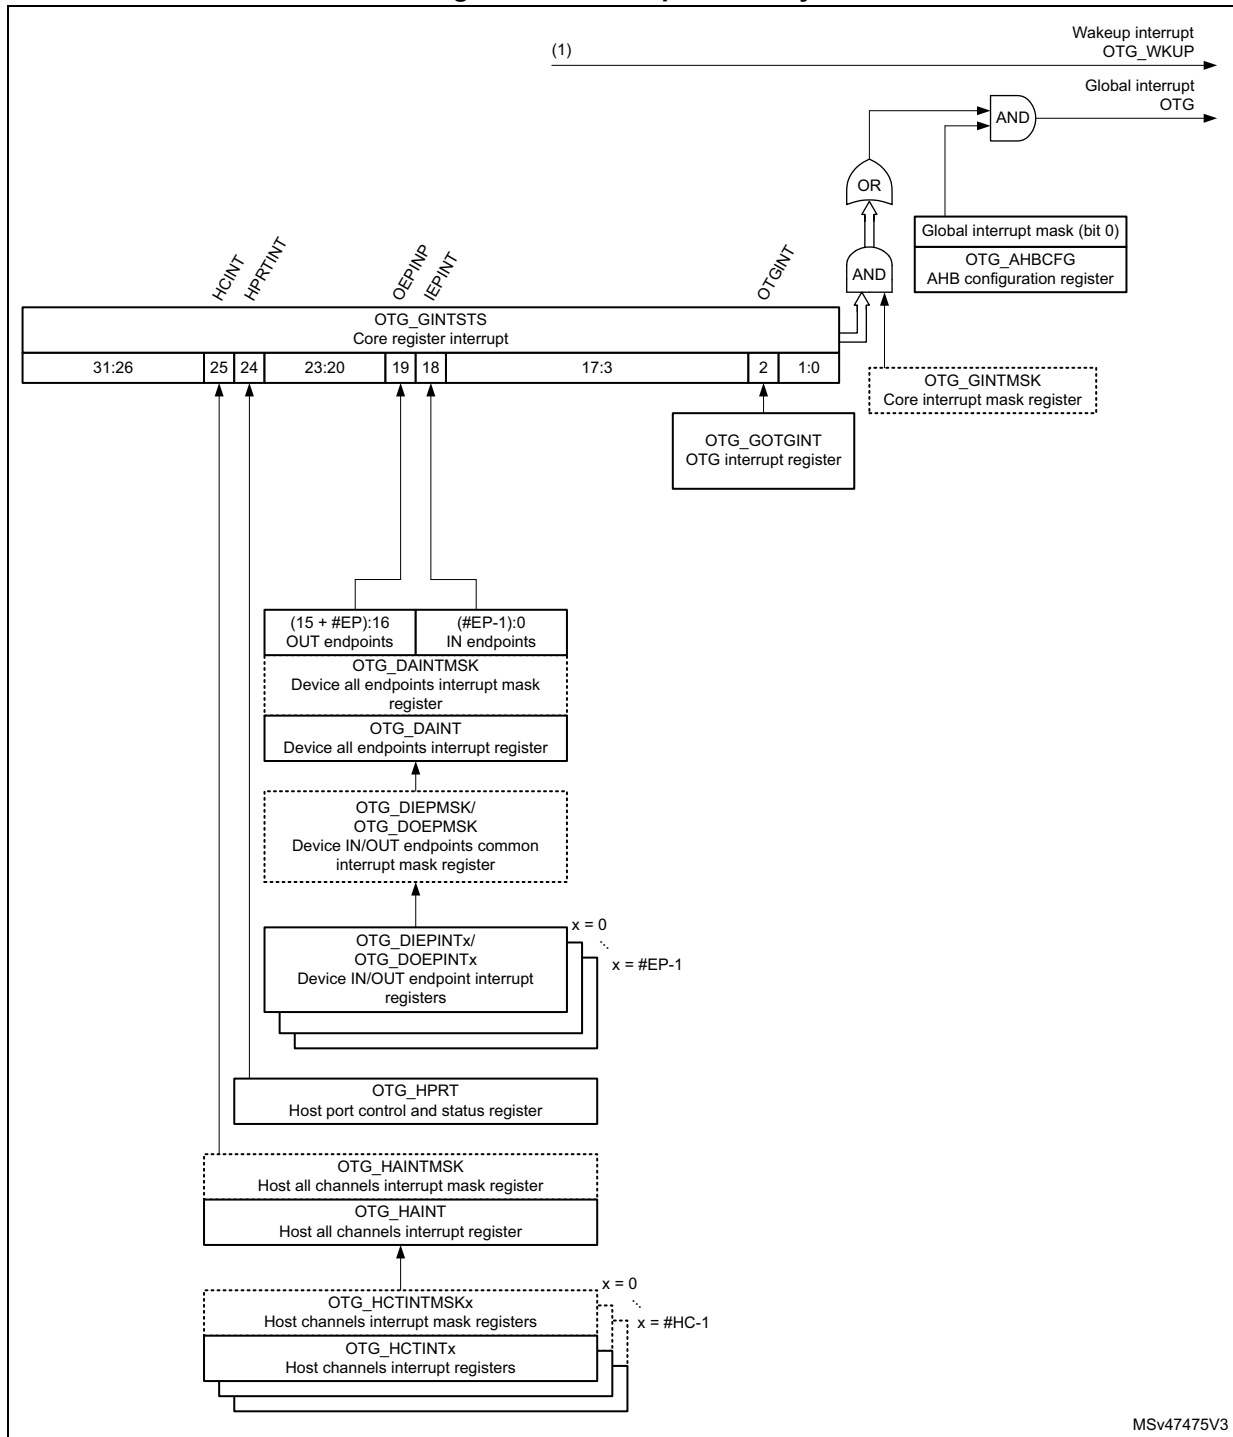 (1)
Wakeup interrupt
OTG_WKUP
Global interrupt
OTG
AND
OR
Global interrupt mask (bit 0)
OTG_AHBCFG
AHB configuration register
AND
HCINT
HPRTINT
OEPINP
IEPINT
OTGINT
OTG_GINTSTS
Core register interrupt
31:26 25 24 23:20 19 18 17:3 2 1:0
OTG_GINTMSK
Core interrupt mask register
OTG_GOTGINT
OTG interrupt register
(15 + #EP):16
OUT endpoints
(#EP-1):0
IN endpoints
OTG_DAINTMSK
Device all endpoints interrupt mask
register
OTG_DAINT
Device all endpoints interrupt register
OTG_DIEPMSK/
OTG_DOEPMSK
Device IN/OUT endpoints common
interrupt mask register
x = 0
x = #EP-1
OTG_DIEPINTx/
OTG_DOEPINTx
Device IN/OUT endpoint interrupt
registers
OTG_HPRT
Host port control and status register
OTG_HAINTMSK
Host all channels interrupt mask register
OTG_HAINT
Host all channels interrupt register
x = 0
x = #HC-1
OTG_HCTINTMSKx
Host channels interrupt mask registers
OTG_HCTINTx
Host channels interrupt registers
MSv47475V3